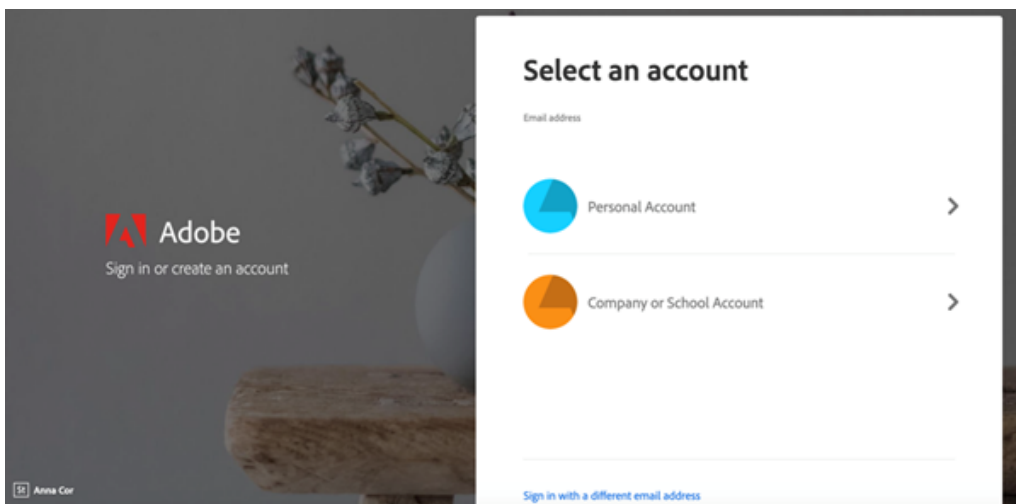 Adobe
Sign in or create an account
St Anna Cor
Select an account
Email address
Personal Account
Company or School Account
Sign in with a different email address